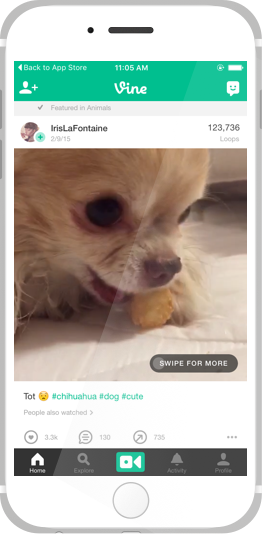 Back to App Store
11:05 AM
Vine
Featured in Animals
IrisLaFontaine
123,736
2/9/15
Loops
SWIPE FOR MORE
Tot 😌 #chihuahua #dog #cute
People also watched >
3.3k
130
735
Home
Explore
Activity
Profile